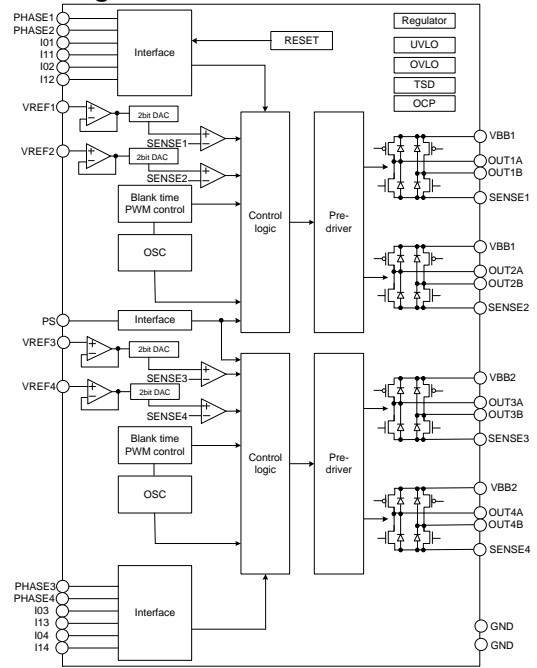 PHASE1
PHASE2
I01
I11
I02
I12
Interface
RESET
Regulator
UVLO
OVLO
TSD
OCP
VREF1
2bit DAC
SENSE1
VREF2
2bit DAC
SENSE2
Blank time
PWM control
OSC
Control
logic
Pre-
driver
VBB1
OUT1A
OUT1B
SENSE1
VBB1
OUT2A
OUT2B
SENSE2
PS
Interface
VREF3
2bit DAC
SENSE3
VREF4
2bit DAC
SENSE4
Blank time
PWM control
OSC
Control
logic
Pre-
driver
VBB2
OUT3A
OUT3B
SENSE3
VBB2
OUT4A
OUT4B
SENSE4
PHASE3
PHASE4
I03
I13
I04
I14
Interface
GND
GND